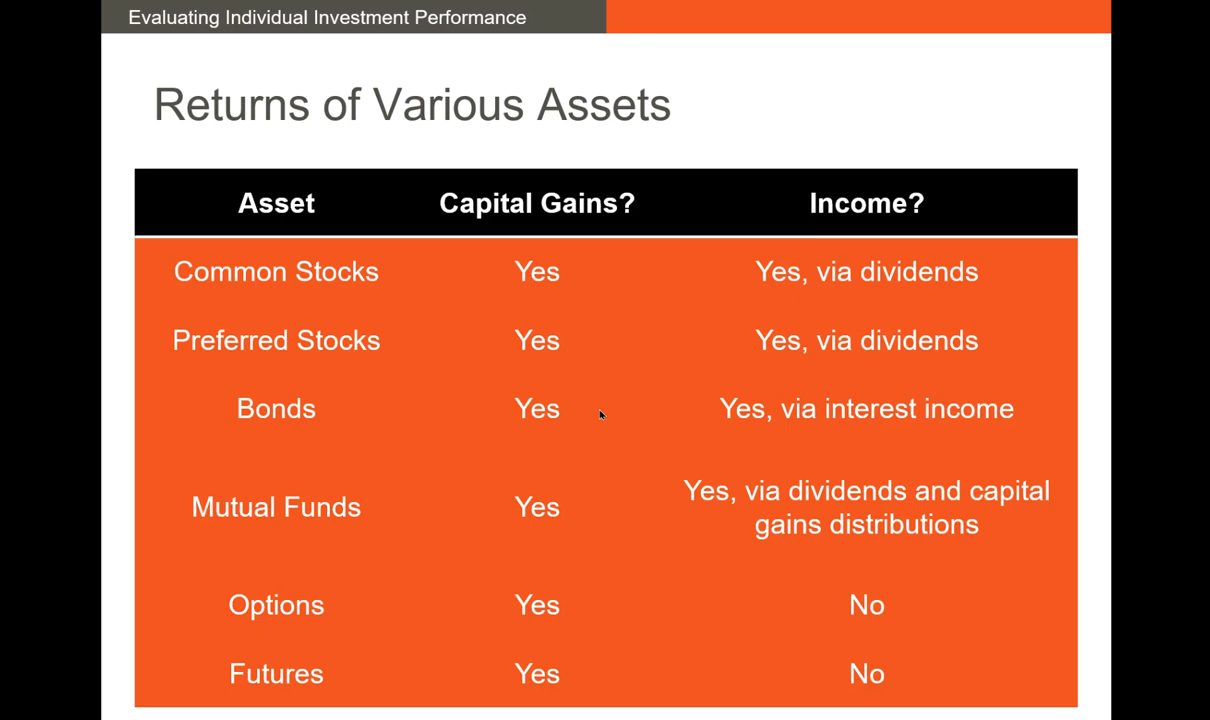 Evaluating Individual Investment Performance
Returns of Various Assets
Asset Capital Gains? Income?
Common Stocks Yes Yes, via dividends
Preferred Stocks Yes Yes, via dividends
Bonds Yes Yes, via interest income
Mutual Funds Yes Yes, via dividends and capital
gains distributions
Options Yes No
Futures Yes No